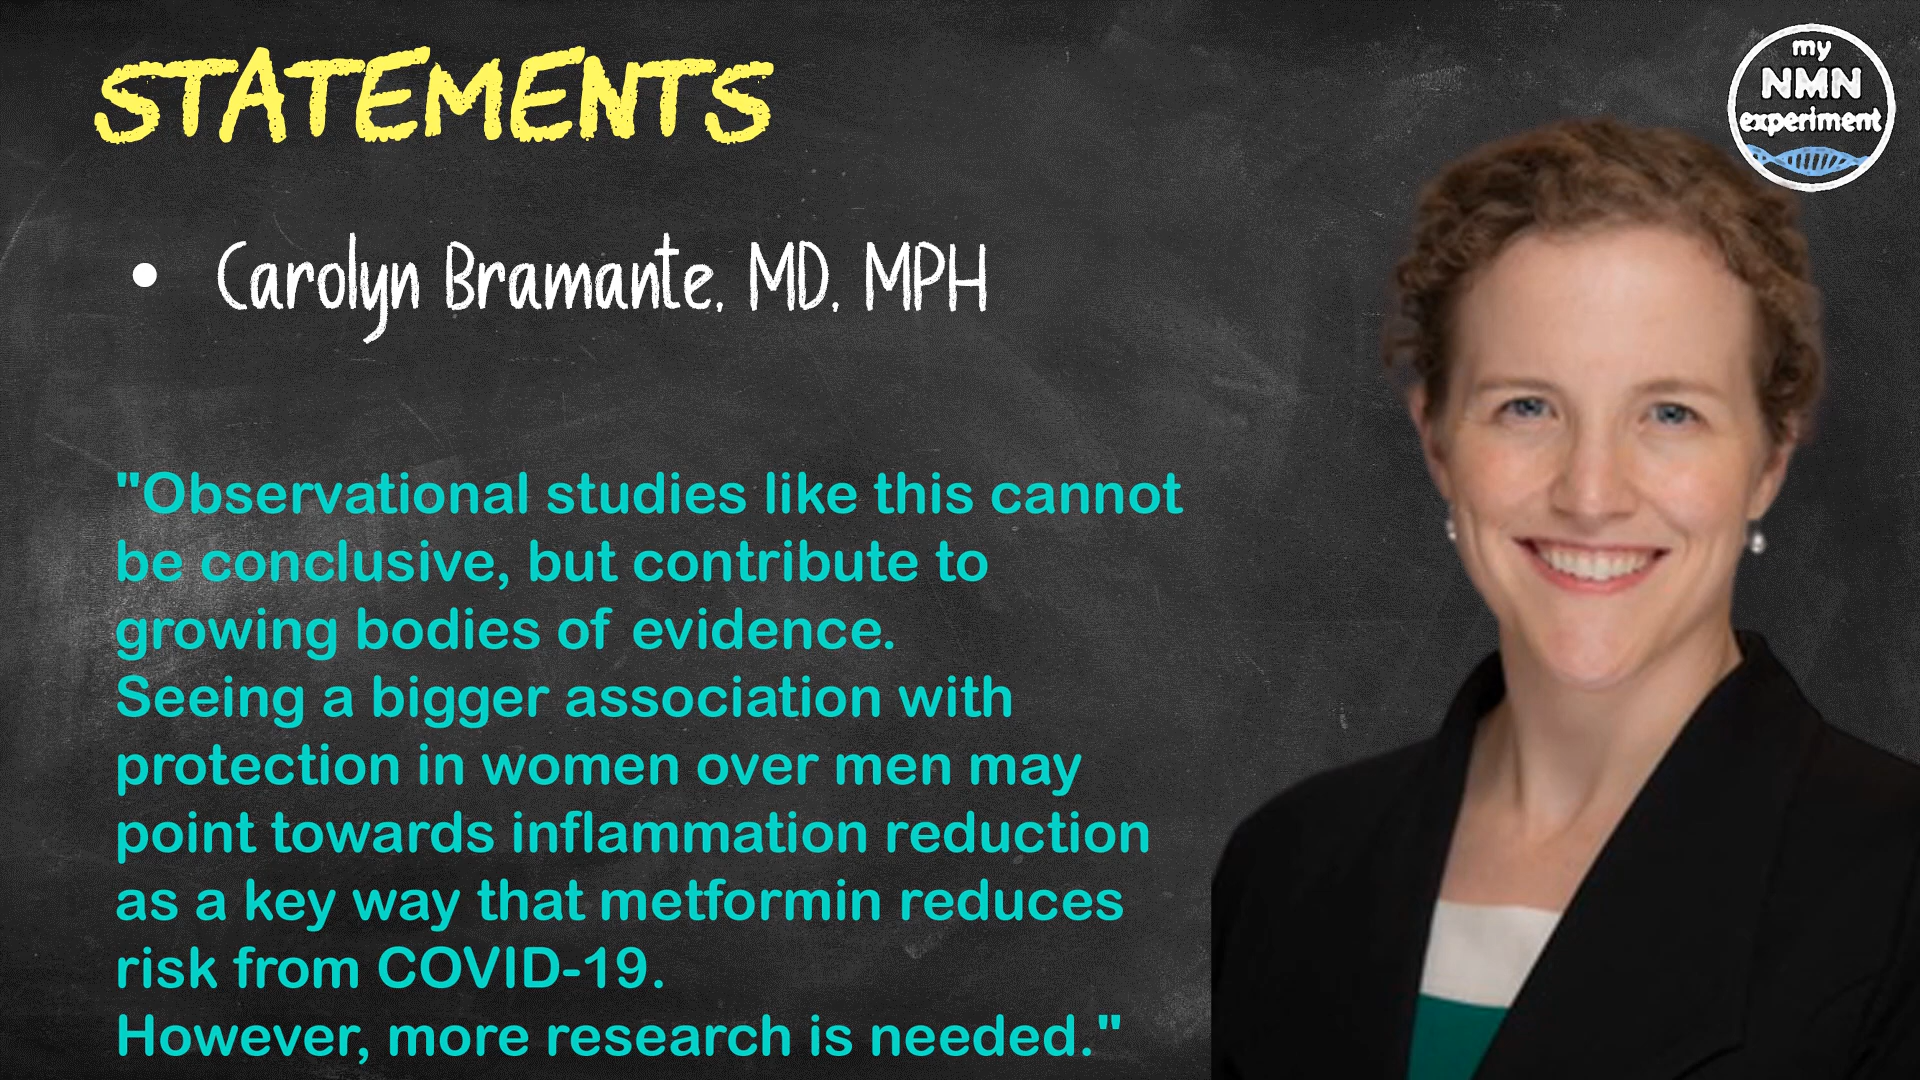 STATEMENTS
my
NMN
experiment
• Carolyn Bramante, MD, MPH
"Observational studies like this cannot
be conclusive, but contribute to
growing bodies of evidence.
Seeing a bigger association with
protection in women over men may
point towards inflammation reduction
as a key way that metformin reduces
risk from COVID-19.
However, more research is needed."